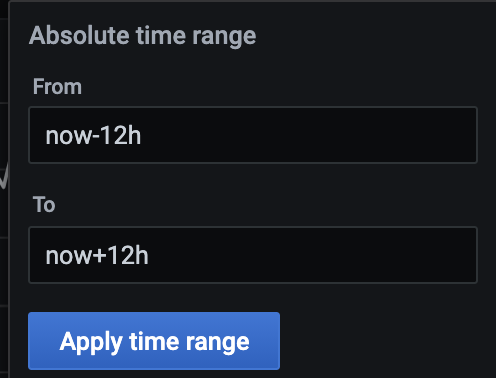 Absolute time range
From
now-12h
To
now+12h
Apply time range